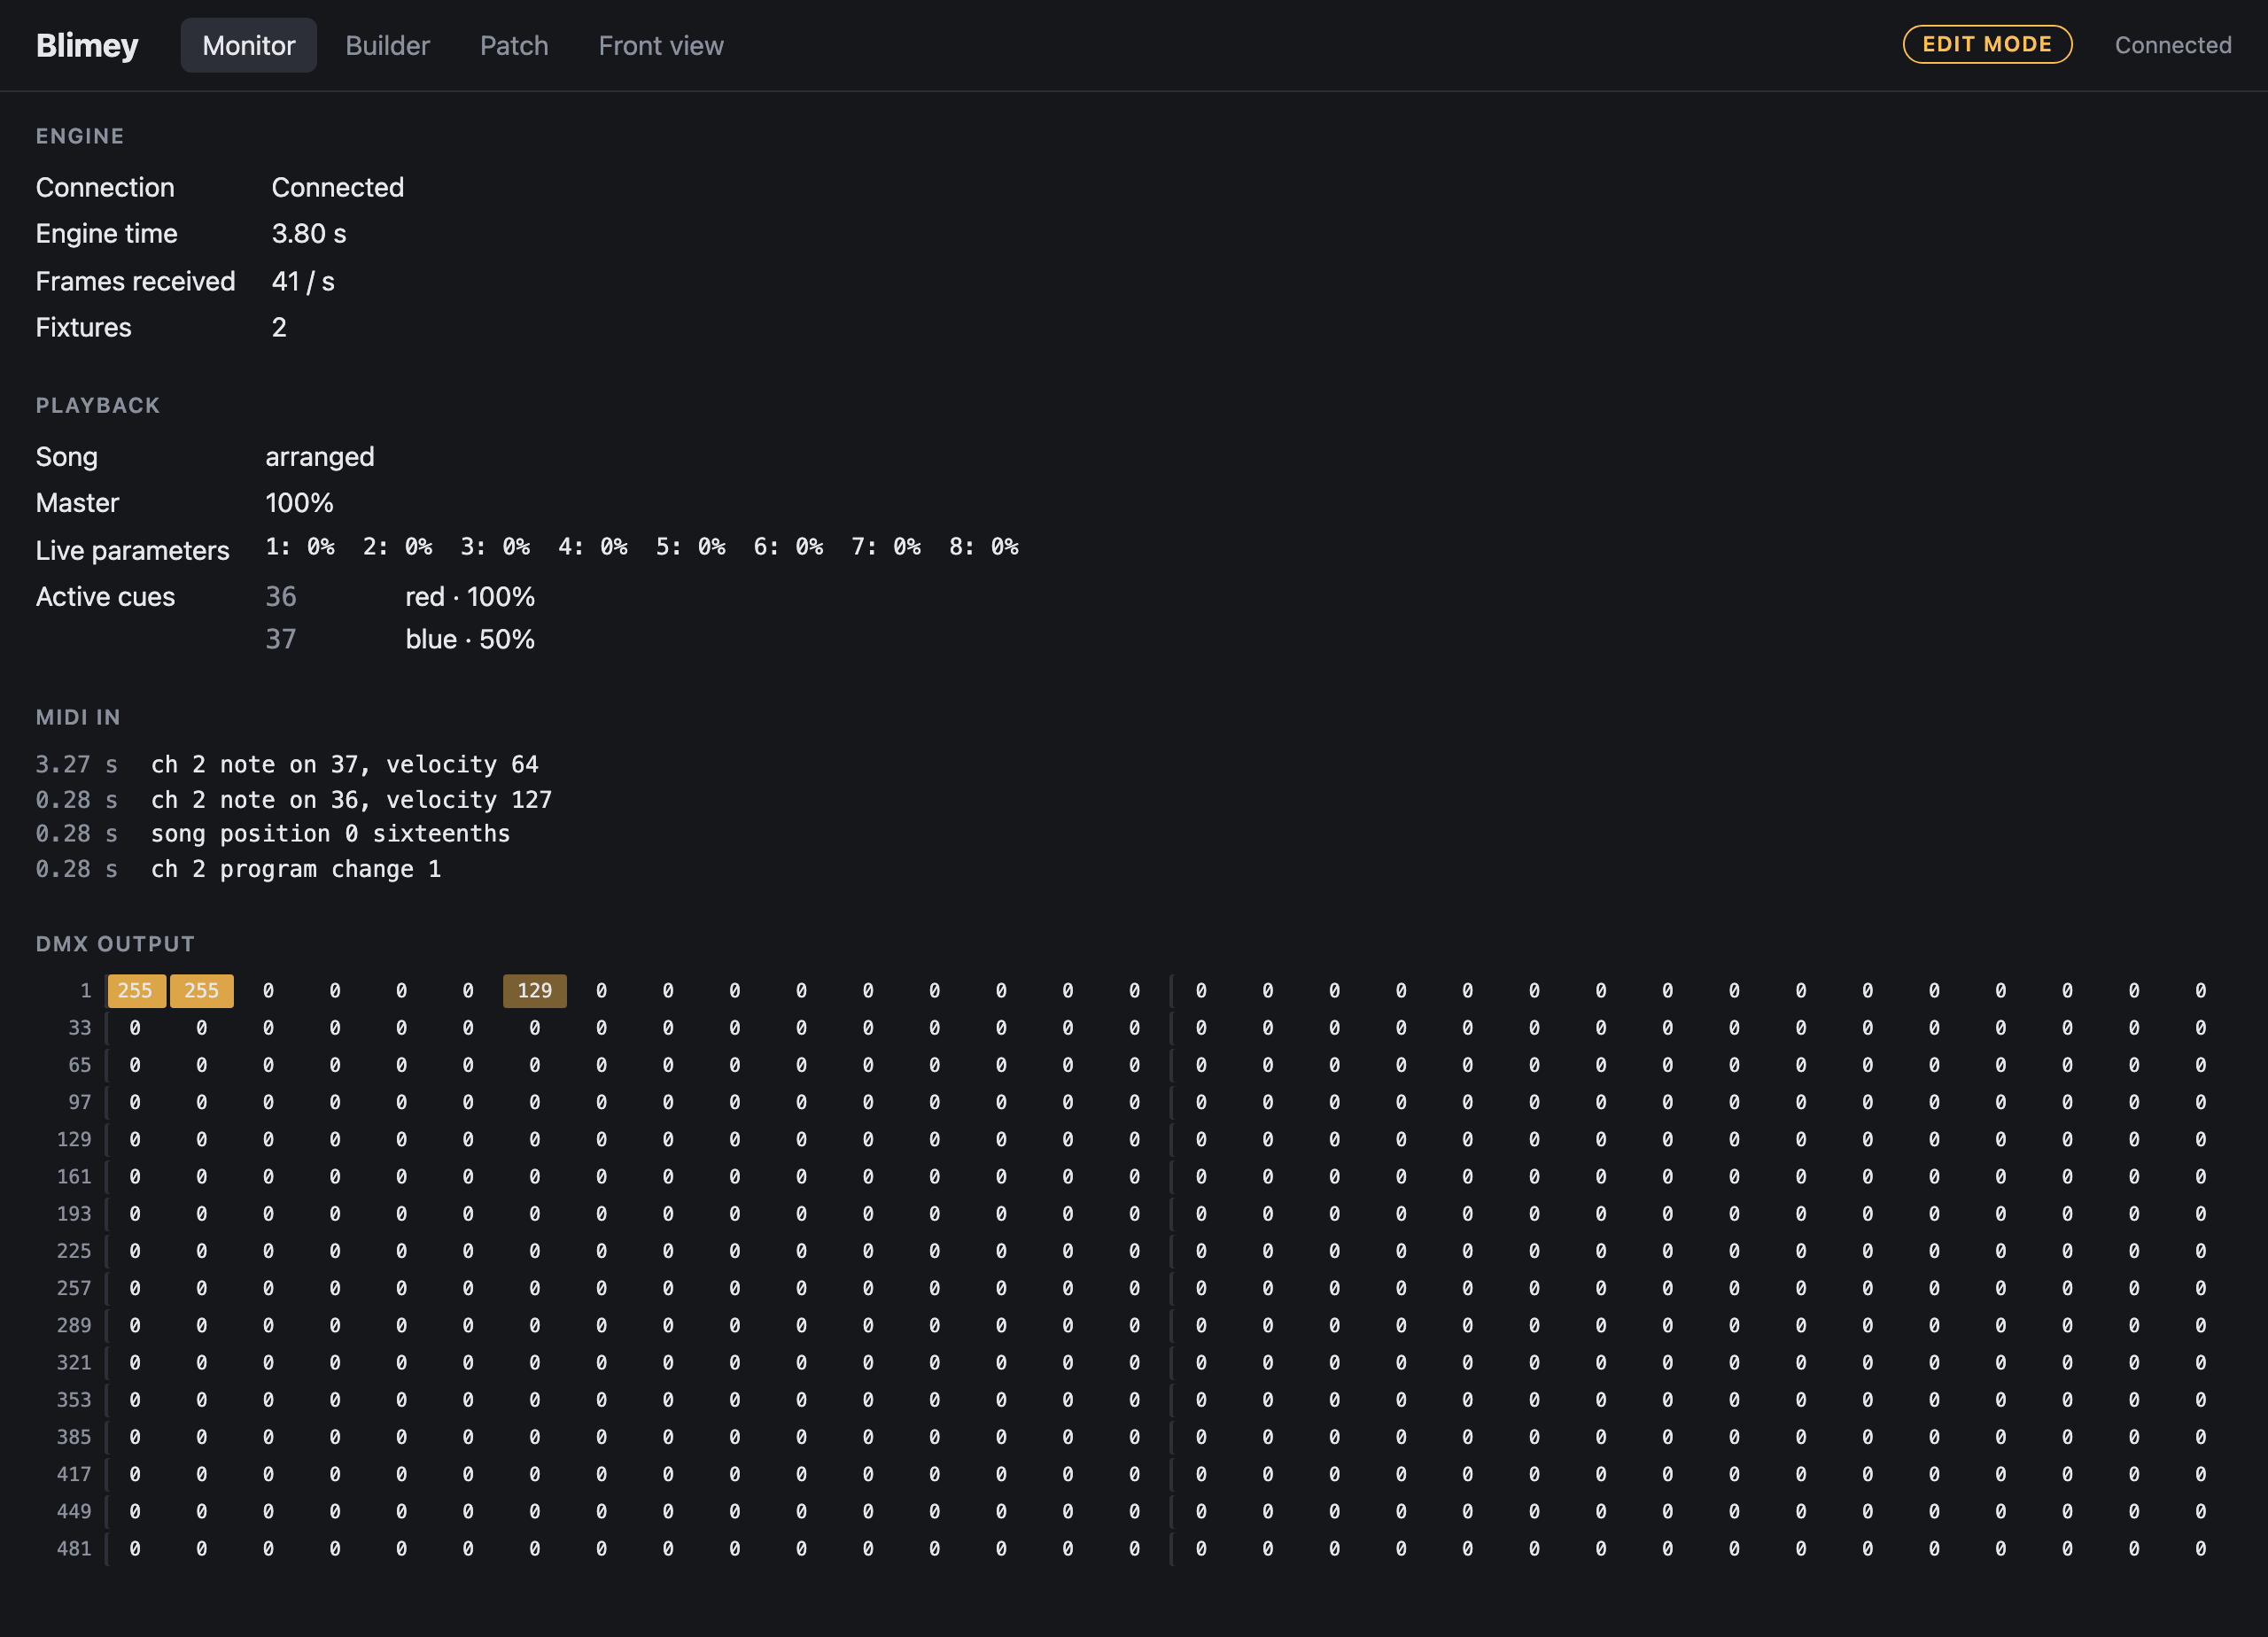 Blimey Monitor Builder Patch Front view EDIT MODE Connected
ENGINE
Connection Connected
Engine time 3.80 s
Frames received 41 / s
Fixtures 2
PLAYBACK
Song arranged
Master 100%
Live parameters 1: 0% 2: 0% 3: 0% 4: 0% 5: 0% 6: 0% 7: 0% 8: 0%
Active cues 36 red · 100%
37 blue · 50%
MIDI IN
3.27 s ch 2 note on 37, velocity 64
0.28 s ch 2 note on 36, velocity 127
0.28 s song position 0 sixteenths
0.28 s ch 2 program change 1
DMX OUTPUT
1 255 255 0 0 0 0 129 0 0 0 0 0 0 0 0 0 0 0 0 0 0 0 0 0 0 0 0 0 0 0 0 0
33 0 0 0 0 0 0 0 0 0 0 0 0 0 0 0 0 0 0 0 0 0 0 0 0 0 0 0 0 0 0 0 0
65 0 0 0 0 0 0 0 0 0 0 0 0 0 0 0 0 0 0 0 0 0 0 0 0 0 0 0 0 0 0 0 0
97 0 0 0 0 0 0 0 0 0 0 0 0 0 0 0 0 0 0 0 0 0 0 0 0 0 0 0 0 0 0 0 0
129 0 0 0 0 0 0 0 0 0 0 0 0 0 0 0 0 0 0 0 0 0 0 0 0 0 0 0 0 0 0 0 0
161 0 0 0 0 0 0 0 0 0 0 0 0 0 0 0 0 0 0 0 0 0 0 0 0 0 0 0 0 0 0 0 0
193 0 0 0 0 0 0 0 0 0 0 0 0 0 0 0 0 0 0 0 0 0 0 0 0 0 0 0 0 0 0 0 0
225 0 0 0 0 0 0 0 0 0 0 0 0 0 0 0 0 0 0 0 0 0 0 0 0 0 0 0 0 0 0 0 0
257 0 0 0 0 0 0 0 0 0 0 0 0 0 0 0 0 0 0 0 0 0 0 0 0 0 0 0 0 0 0 0 0
289 0 0 0 0 0 0 0 0 0 0 0 0 0 0 0 0 0 0 0 0 0 0 0 0 0 0 0 0 0 0 0 0
321 0 0 0 0 0 0 0 0 0 0 0 0 0 0 0 0 0 0 0 0 0 0 0 0 0 0 0 0 0 0 0 0
353 0 0 0 0 0 0 0 0 0 0 0 0 0 0 0 0 0 0 0 0 0 0 0 0 0 0 0 0 0 0 0 0
385 0 0 0 0 0 0 0 0 0 0 0 0 0 0 0 0 0 0 0 0 0 0 0 0 0 0 0 0 0 0 0 0
417 0 0 0 0 0 0 0 0 0 0 0 0 0 0 0 0 0 0 0 0 0 0 0 0 0 0 0 0 0 0 0 0
449 0 0 0 0 0 0 0 0 0 0 0 0 0 0 0 0 0 0 0 0 0 0 0 0 0 0 0 0 0 0 0 0
481 0 0 0 0 0 0 0 0 0 0 0 0 0 0 0 0 0 0 0 0 0 0 0 0 0 0 0 0 0 0 0 0